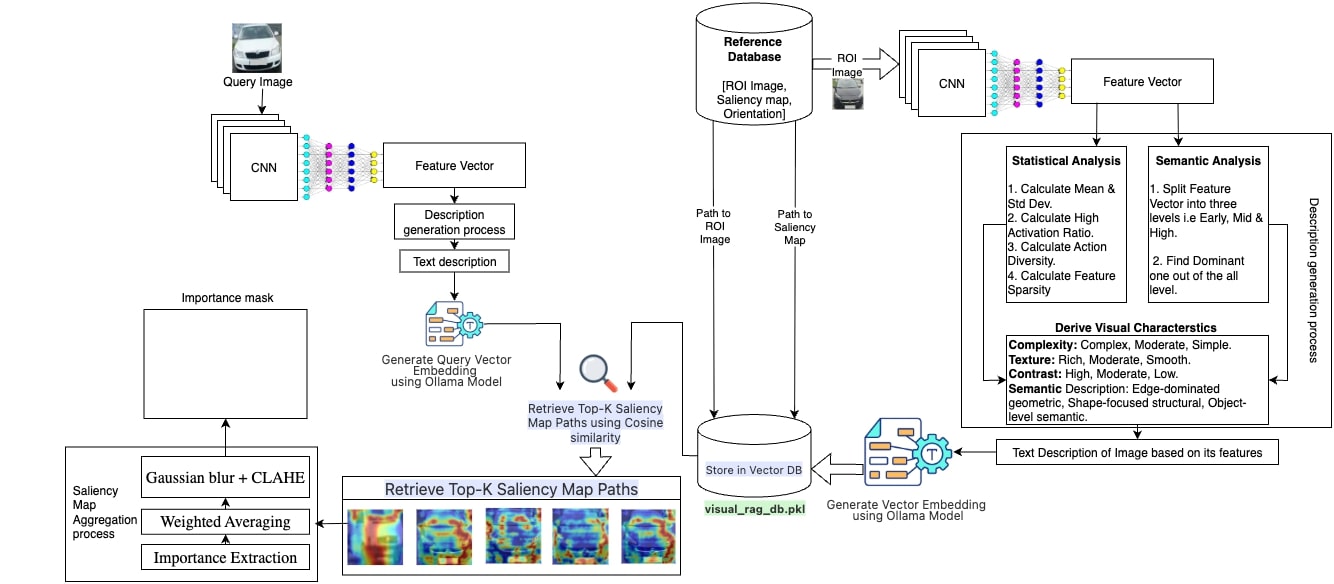 Query Image
CNN
Feature Vector
Description
generation process
Text description
T
Generate Query Vector
Embedding
using Ollama Model
Importance mask
Gaussian blur + CLAHE
Weighted Averaging
Importance Extraction
Saliency
Map
Aggregation
process
Retrieve Top-K Saliency
Map Paths using Cosine
similarity
Retrieve Top-K Saliency Map Paths
Reference
Database
[ROI Image,
Saliency map,
Orientation]
ROI
Image
CNN
Feature Vector
Path to
ROI
Image
Path to
Saliency
Map
Statistical Analysis
1. Calculate Mean &
Std Dev.
2. Calculate High
Activation Ratio.
3. Calculate Action
Diversity.
4. Calculate Feature
Sparsity
Semantic Analysis
1. Split Feature
Vector into three
levels i.e Early, Mid &
High.
2. Find Dominant
one out of the all
level.
Description generation process
Derive Visual Characterstics
Complexity: Complex, Moderate, Simple.
Texture: Rich, Moderate, Smooth.
Contrast: High, Moderate, Low.
Semantic Description: Edge-dominated
geometric, Shape-focused structural, Object-
level semantic.
Text Description of Image based on its features
T
Generate Vector Embedding
using Ollama Model
Store in Vector DB
visual_rag_db.pkl